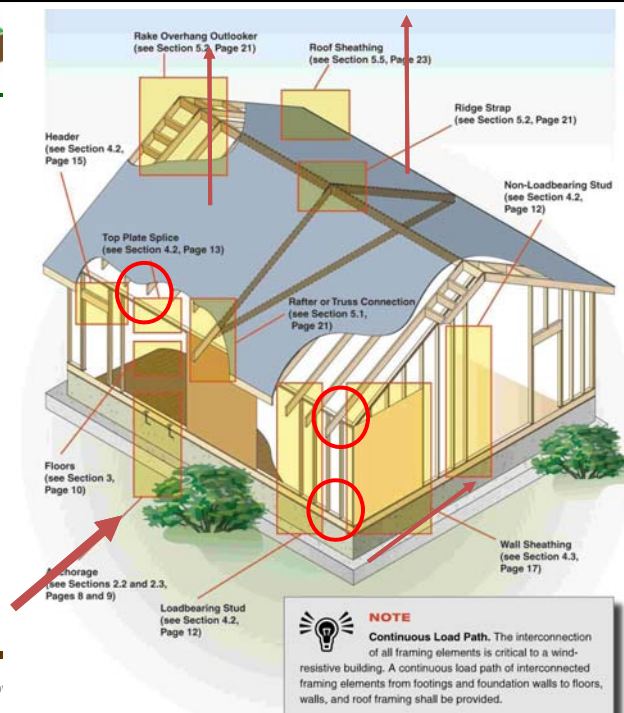 Rake Overhang Outlooker
(see Section 5.2, Page 21)
Roof Sheathing
(see Section 5.5, Page 23)
Ridge Strap
(see Section 5.2, Page 21)
Header
(see Section 4.2,
Page 15)
Non-Loadbearing Stud
(see Section 4.2,
Page 12)
Top Plate Splice
(see Section 4.2, Page 13)
Rafter or Truss Connection
(see Section 5.1,
Page 21)
Floors
(see Section 3,
Page 10)
Wall Sheathing
(see Section 4.3,
Page 17)
Anchorage
(see Sections 2.2 and 2.3,
Pages 8 and 9)
Loadbearing Stud
(see Section 4.2,
Page 12)
NOTE
Continuous Load Path. The interconnection
of all framing elements is critical to a wind-
resistive building. A continuous load path of interconnected
framing elements from footings and foundation walls to floors,
walls, and roof framing shall be provided.